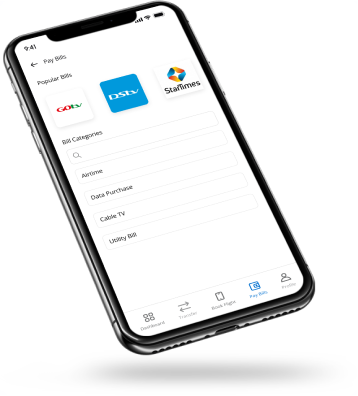 9:41
Pay Bills
Popular Bills
GOtv
DStv
StarTimes
Bill Categories
Airtime
Data Purchase
Cable TV
Utility Bill
Dashboard
Transfer
Book Flight
Pay Bills
Profile